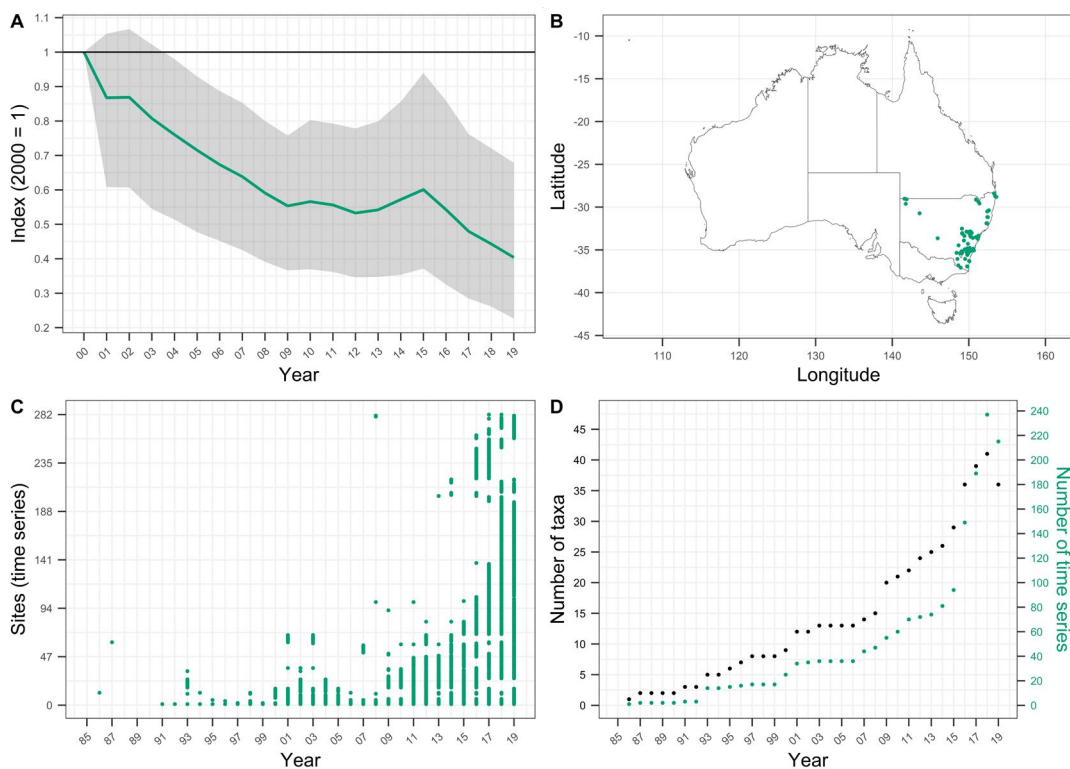 A
1.1
1
0.9
0.8
0.7
0.6
0.5
0.4
0.3
0.2
Index (2000 = 1)
00 01 02 03 04 05 06 07 08 09 10 11 12 13 14 15 16 17 18 19
Year
B
-10
-15
-20
-25
-30
-35
-40
-45
Latitude
110 120 130 140 150 160
Longitude
C
282
235
188
141
94
47
0
Sites (time series)
85 87 89 91 93 95 97 99 01 03 05 07 09 11 13 15 17 19
Year
D
45
40
35
30
25
20
15
10
5
0
Number of taxa
240
220
200
180
160
140
120
100
80
60
40
20
0
Number of time series
85 87 89 91 93 95 97 99 01 03 05 07 09 11 13 15 17 19
Year